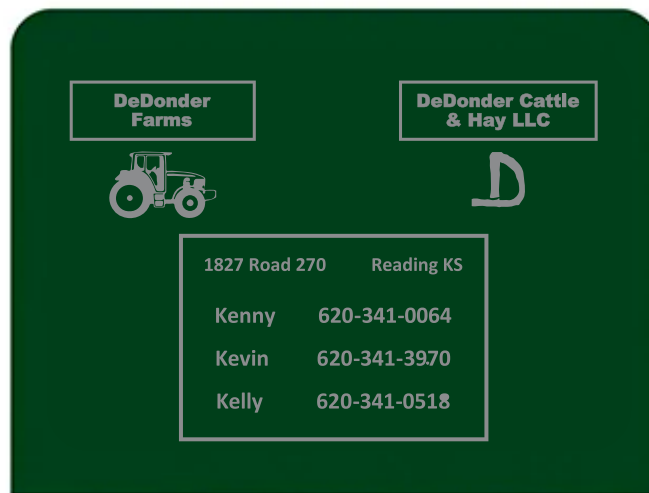 DeDonder
Farms
DeDonder Cattle
& Hay LLC
D
1827 Road 270 Reading KS
Kenny 620-341-0064
Kevin 620-341-3970
Kelly 620-341-0518